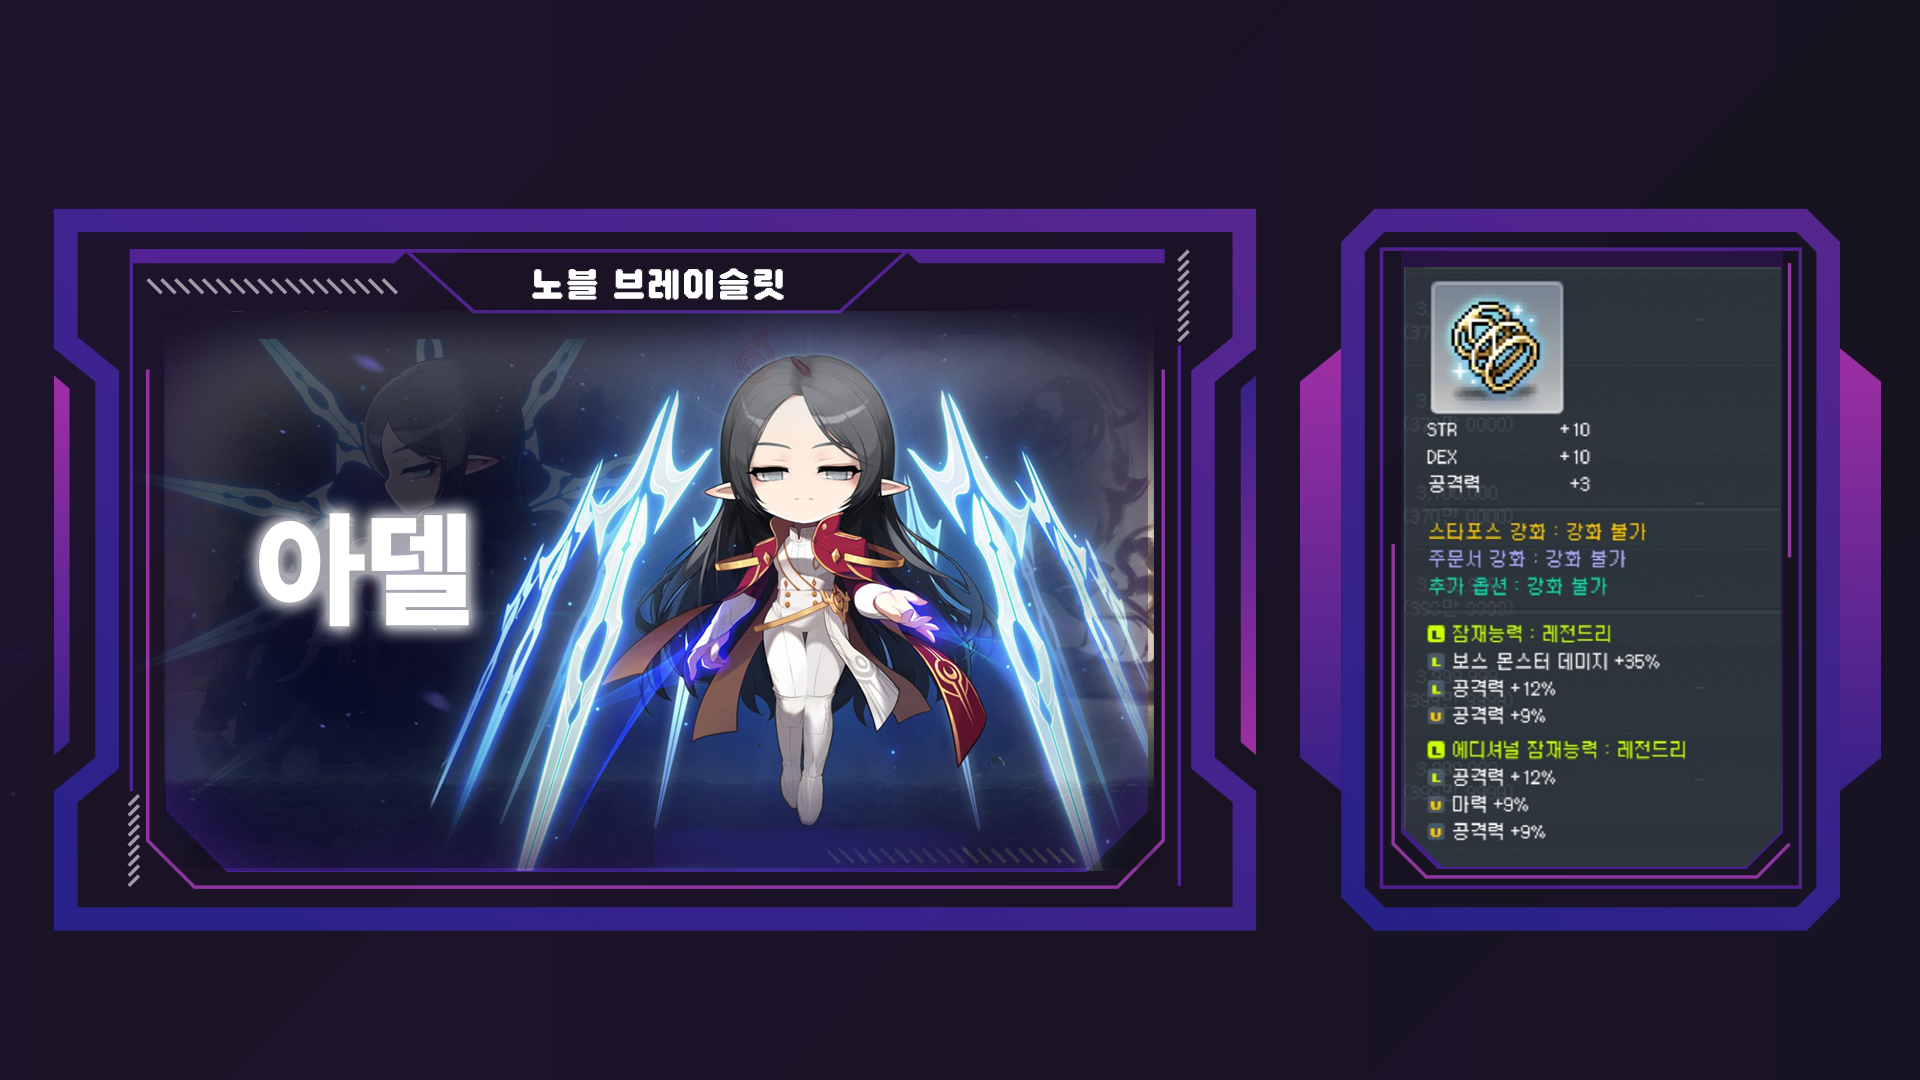 노블 브레이슬릿
아델
STR +10
DEX +10
공격력 +3
스타포스 강화 : 강화 불가
주문서 강화 : 강화 불가
추가 옵션 : 강화 불가
L 잠재능력 : 레전드리
L 보스 몬스터 데미지 +35%
L 공격력 +12%
U 공격력 +9%
L 에디셔널 잠재능력 : 레전드리
L 공격력 +12%
U 마력 +9%
U 공격력 +9%